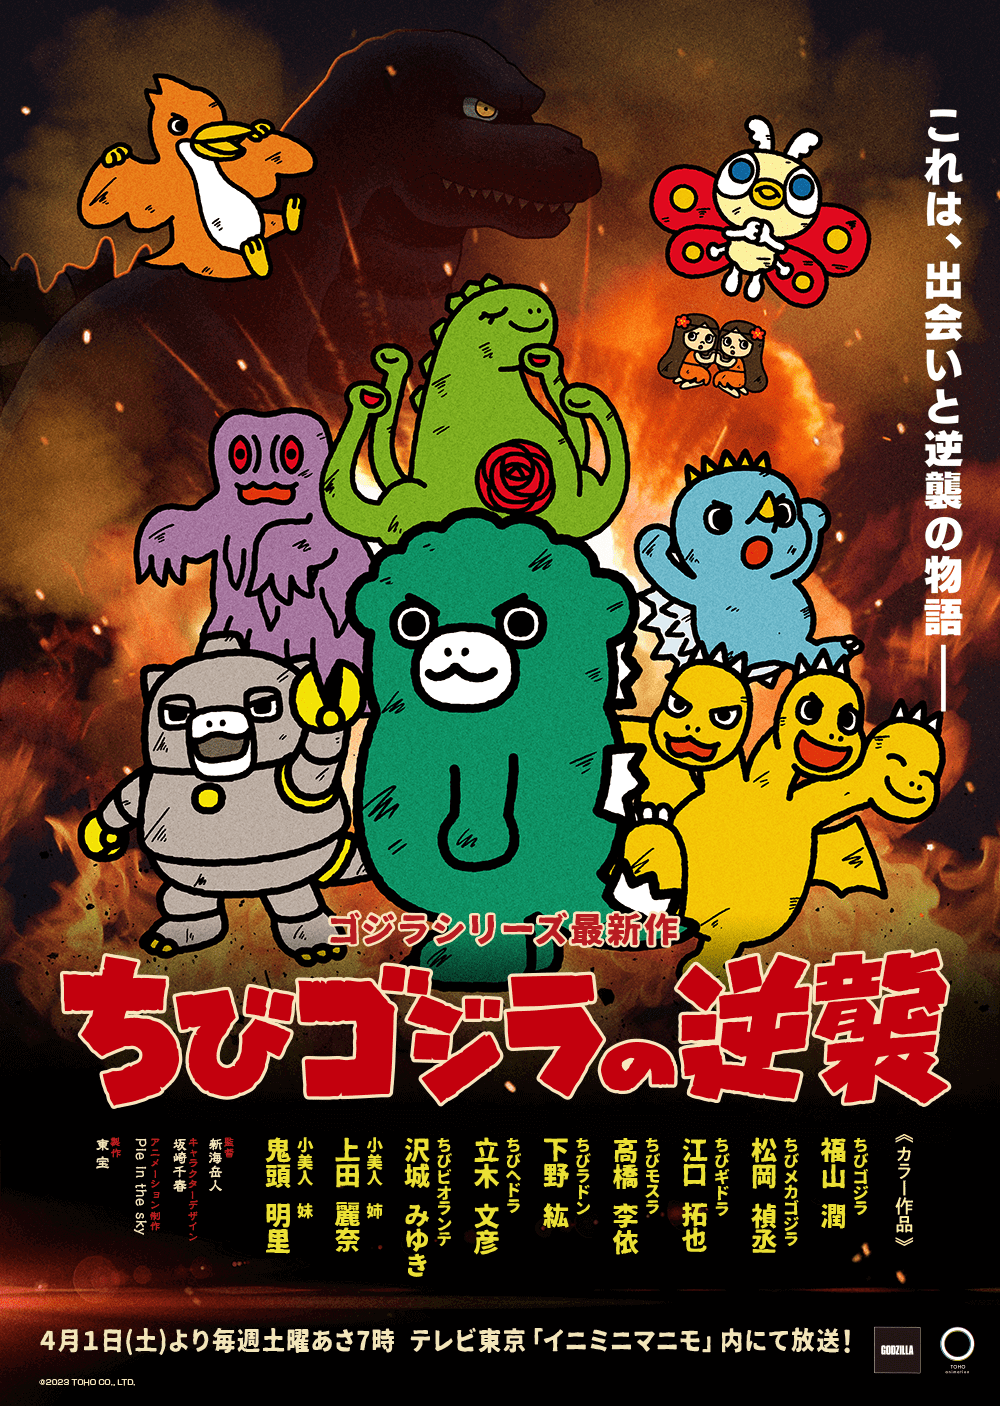 これは、出会いと逆襲の物語――
ゴジラシリーズ最新作
ちびゴジラの逆襲
《カラー作品》
ちびゴジラ
福山 潤
ちびメカゴジラ
松岡 禎丞
ちびギドラ
江口 拓也
ちびモスラ
高橋 李依
ちびラドン
下野 紘
ちびヘドラ
立木 文彦
ちびビオランテ
沢城 みゆき
小美人 姉
上田 麗奈
小美人 妹
鬼頭 明里
監督
新海岳人
キャラクターデザイン
坂崎千春
アニメーション制作
Pie in the sky
製作
東宝
4月1日(土)より毎週土曜あさ7時 テレビ東京「イニミニマニモ」内にて放送!
GODZILLA
TOHO
animation
©2023 TOHO CO., LTD.